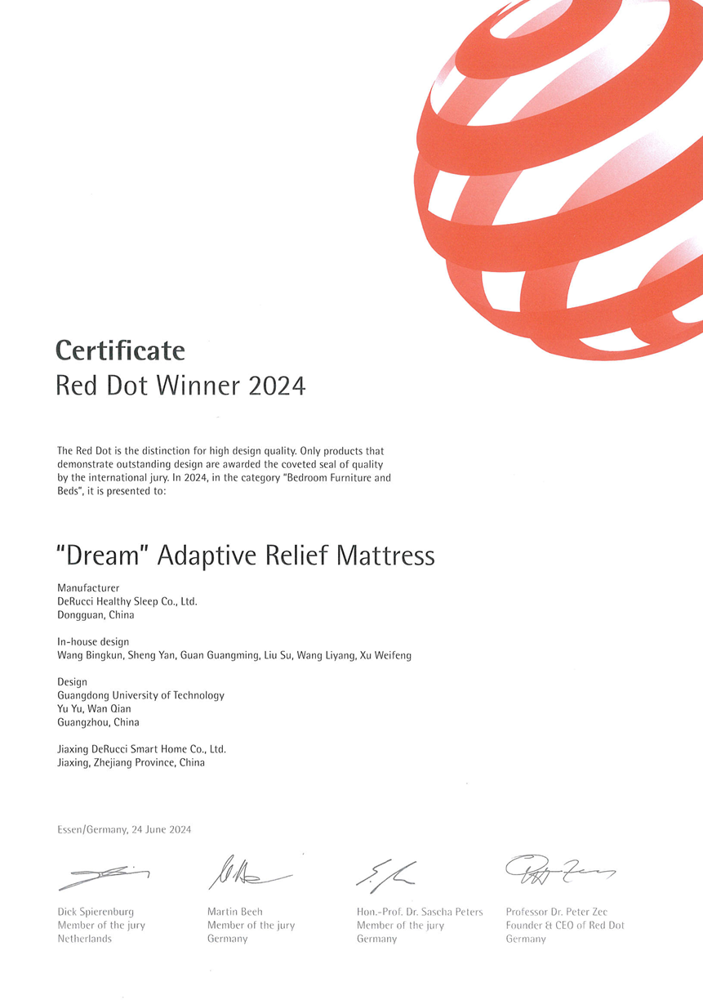 Certificate
Red Dot Winner 2024
The Red Dot is the distinction for high design quality. Only products that
demonstrate outstanding design are awarded the coveted seal of quality
by the international jury. In 2024, in the category "Bedroom Furniture and
Beds", it is presented to:
“Dream” Adaptive Relief Mattress
Manufacturer
DeRucci Healthy Sleep Co., Ltd.
Dongguan, China
In-house design
Wang Bingkun, Sheng Yan, Guan Guangming, Liu Su, Wang Liyang, Xu Weifeng
Design
Guangdong University of Technology
Yu Yu, Wan Qian
Guangzhou, China
Jiaxing DeRucci Smart Home Co., Ltd.
Jiaxing, Zhejiang Province, China
Essen/Germany, 24 June 2024
Dick Spierenburg
Member of the jury
Netherlands
Martin Beeh
Member of the jury
Germany
Hon.-Prof. Dr. Sascha Peters
Member of the jury
Germany
Professor Dr. Peter Zec
Founder & CEO of Red Dot
Germany